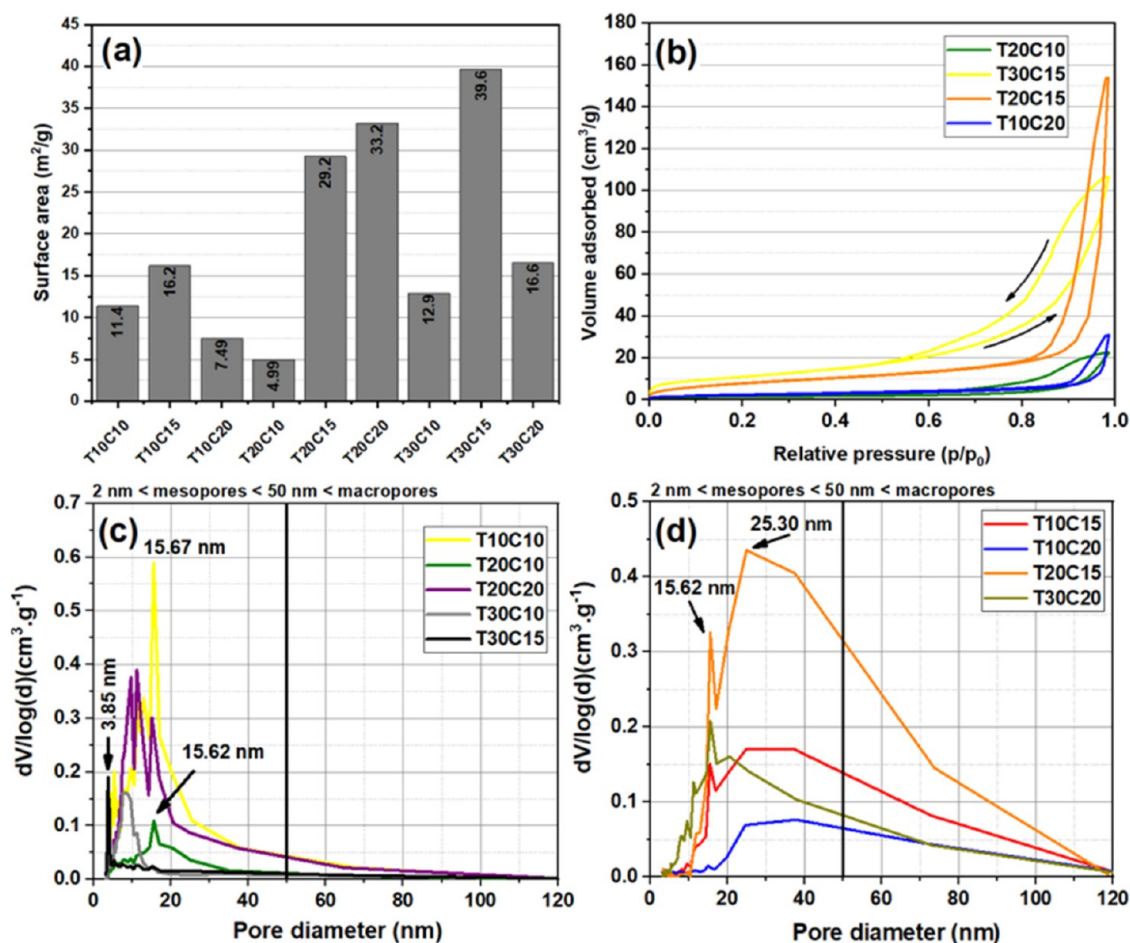 (a)
Surface area (m²/g)
45
40
35
30
25
20
15
10
5
0
11.4
16.2
7.49
4.99
29.2
33.2
12.9
39.6
16.6
T10C10
T10C15
T10C20
T20C10
T20C15
T20C20
T30C10
T30C15
T30C20
(b)
Volume adsorbed (cm³/g)
180
160
140
120
100
80
60
40
20
0
T20C10
T30C15
T20C15
T10C20
0.0 0.2 0.4 0.6 0.8 1.0
Relative pressure (p/p₀)
2 nm < mesopores < 50 nm < macropores
(c)
dV/log(d)(cm³.g⁻¹)
0.7
0.6
0.5
0.4
0.3
0.2
0.1
0.0
15.67 nm
3.85 nm
15.62 nm
T10C10
T20C10
T20C20
T30C10
T30C15
0 20 40 60 80 100 120
Pore diameter (nm)
2 nm < mesopores < 50 nm < macropores
(d)
dV/log(d)(cm³.g⁻¹)
0.5
0.4
0.3
0.2
0.1
0.0
25.30 nm
15.62 nm
T10C15
T10C20
T20C15
T30C20
0 20 40 60 80 100 120
Pore diameter (nm)